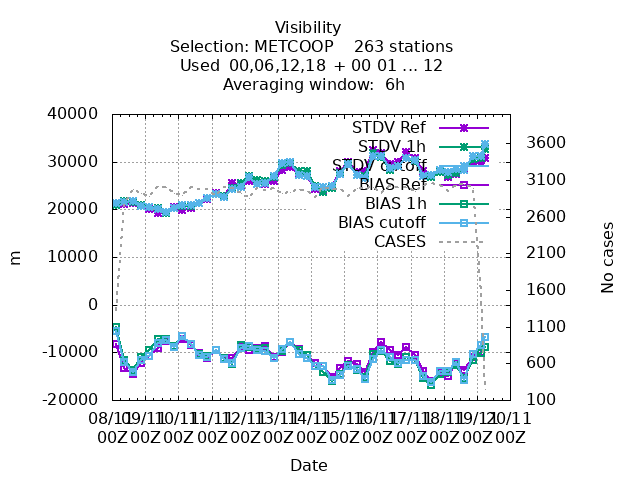 Visibility
Selection: METCOOP    263 stations
Used  00,06,12,18  + 00 01 ... 12
Averaging window:  6h
STDV Ref
STDV 1h
STDV cutoff
BIAS Ref
BIAS 1h
BIAS cutoff
CASES
40000
30000
20000
10000
0
-10000
-20000
m
3600
3100
2600
2100
1600
1100
600
100
No cases
08/11 09/11 10/11 11/11 12/11 13/11 14/11 15/11 16/11 17/11 18/11 19/11 20/11
00Z 00Z 00Z 00Z 00Z 00Z 00Z 00Z 00Z 00Z 00Z 00Z 00Z
Date